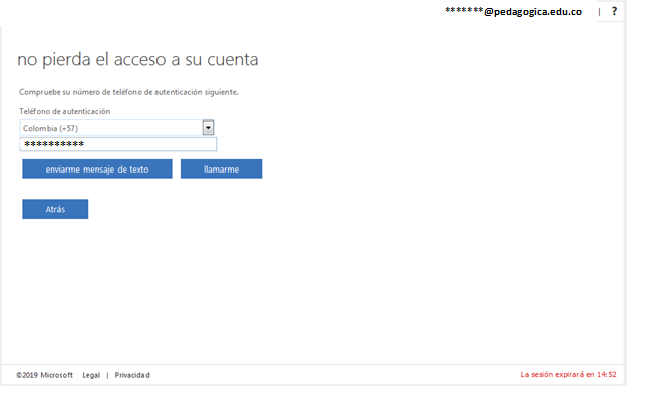 *******@pedagogica.edu.co | ?
no pierda el acceso a su cuenta
Compruebe su número de teléfono de autenticación siguiente.
Teléfono de autenticación
Colombia (+57)
**********
enviarme mensaje de texto llamarme
Atrás
©2019 Microsoft Legal | Privacidad La sesión expirará en 14:52